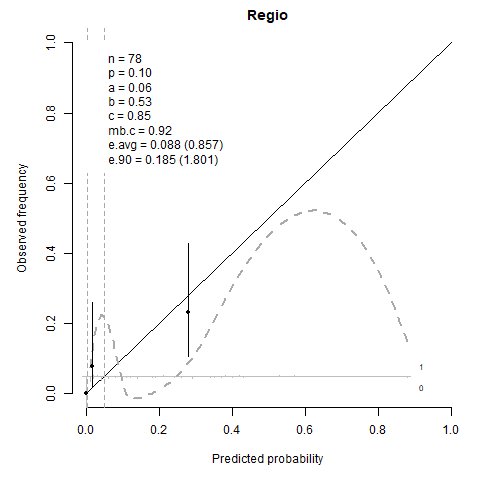 Regio
n = 78
p = 0.10
a = 0.06
b = 0.53
c = 0.85
mb.c = 0.92
e.avg = 0.088 (0.857)
e.90 = 0.185 (1.801)
Observed frequency
1.0
0.8
0.6
0.4
0.2
0.0
1
0
0.0 0.2 0.4 0.6 0.8 1.0
Predicted probability